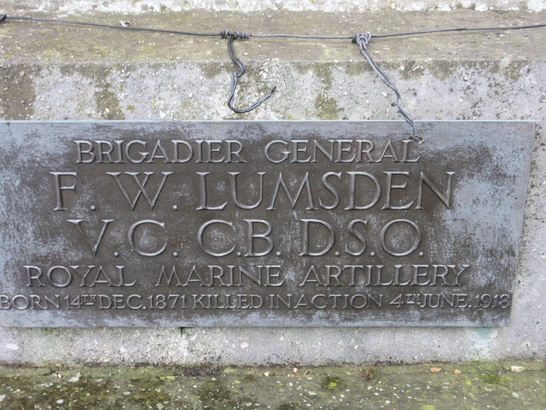 BRIGADIER GENERAL
F. W. LUMSDEN
V.C. C.B. D.S.O.
ROYAL MARINE ARTILLERY
BORN 14TH DEC. 1871 KILLED IN ACTION 4TH JUNE. 1918